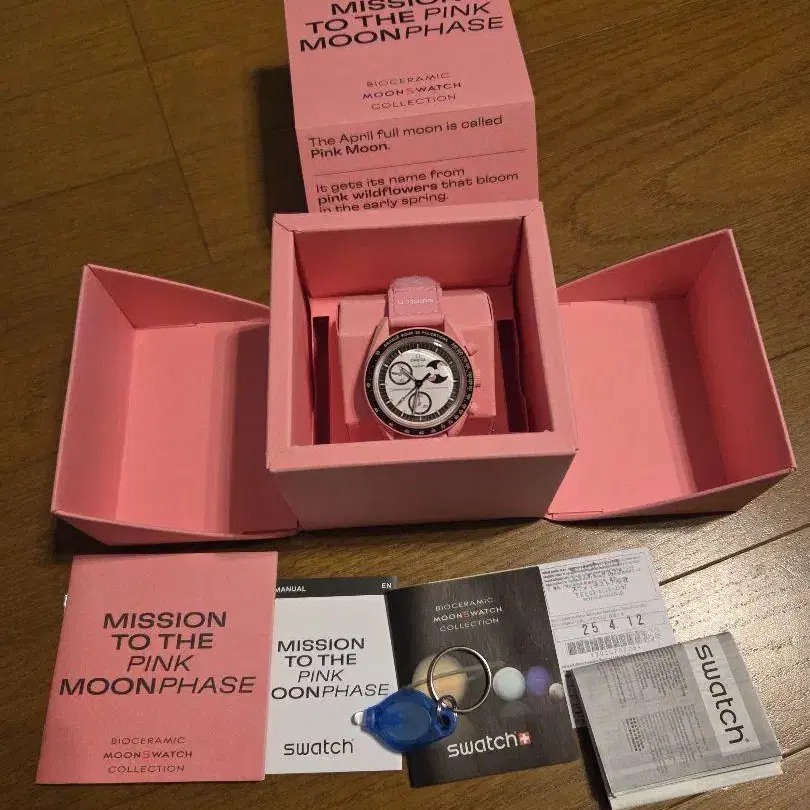 MISSION
TO THE PINK
MOONPHASE
BIOCERAMIC
MOONSWATCH
COLLECTION
The April full moon is called
Pink Moon.
It gets its name from
pink wildflowers that bloom
in the early spring.
MISSION
TO THE
PINK
MOONPHASE
BIOCERAMIC
MOONSWATCH
COLLECTION
MANUAL
EN
MISSION
TO THE
PINK
OONPHASE
swatch
BIOCERAMIC
MOONSWATCH
COLLECTION
swatch
25 4 12
swatch